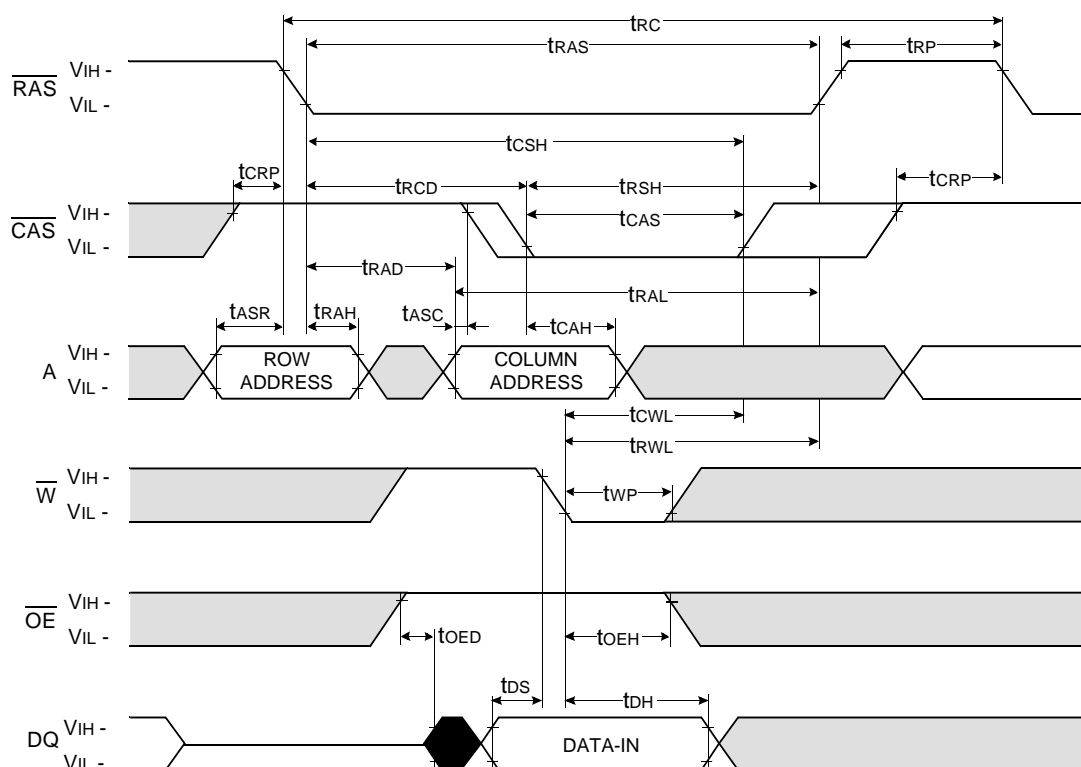 tRC
tRAS
tRP
RAS
VIH -
VIL -
tCSH
tCRP
tRCD
tRSH
tCRP
CAS
VIH -
VIL -
tCAS
tRAD
tRAL
tASR
tRAH
tASC
tCAH
A
VIH -
VIL -
ROW
ADDRESS
COLUMN
ADDRESS
tCWL
tRWL
W
VIH -
VIL -
tWP
OE
VIH -
VIL -
tOED
tOEH
tDS
tDH
DQ
VIH -
VIL -
DATA-IN